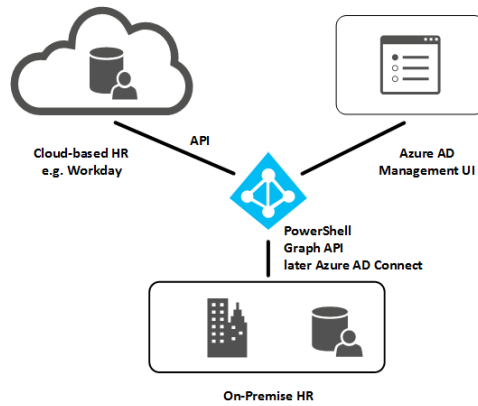 API
Cloud-based HR
e.g. Workday
Azure AD
Management UI
PowerShell
Graph API
later Azure AD Connect
On-Premise HR